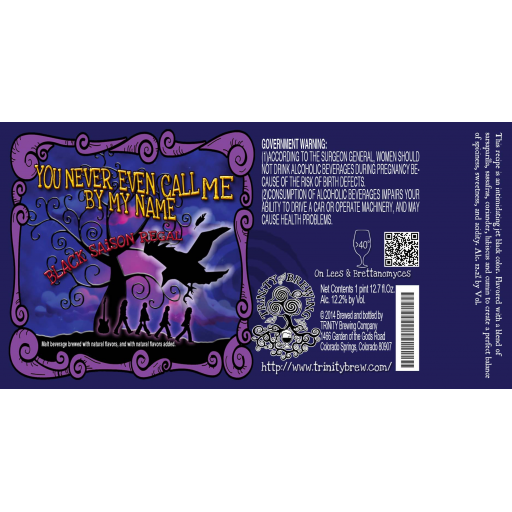 YOU NEVER EVEN CALL ME
BY MY NAME
BLACK SAISON REGAL
Malt beverage brewed with natural flavors, and with natural flavors added.
GOVERNMENT WARNING:
(1)ACCORDING TO THE SURGEON GENERAL, WOMEN SHOULD
NOT DRINK ALCOHOLIC BEVERAGES DURING PREGNANCY BE-
CAUSE OF THE RISK OF BIRTH DEFECTS.
(2)CONSUMPTION OF ALCOHOLIC BEVERAGES IMPAIRS YOUR
ABILITY TO DRIVE A CAR OR OPERATE MACHINERY, AND MAY
CAUSE HEALTH PROBLEMS.
>40°
On Lees & Brettanomyces
TRINITY BREWING
Net Contents 1 pint 12.7 fl.Oz.
Alc. 12.2% by Vol.
© 2014 Brewed and bottled by
TRiNiTY Brewing Company
1466 Garden of the Gods Road
Colorado Springs, Colorado 80907
http://www.trinitybrew.com/
This recipe is an stimulating jet black color. Flavored with a blend of
sarsparilla, sassafras, coriander, hibiscus and cumin to create a perfect balance
of spiciness, sweetness, and acidity. Alc. 12.2% by Vol.